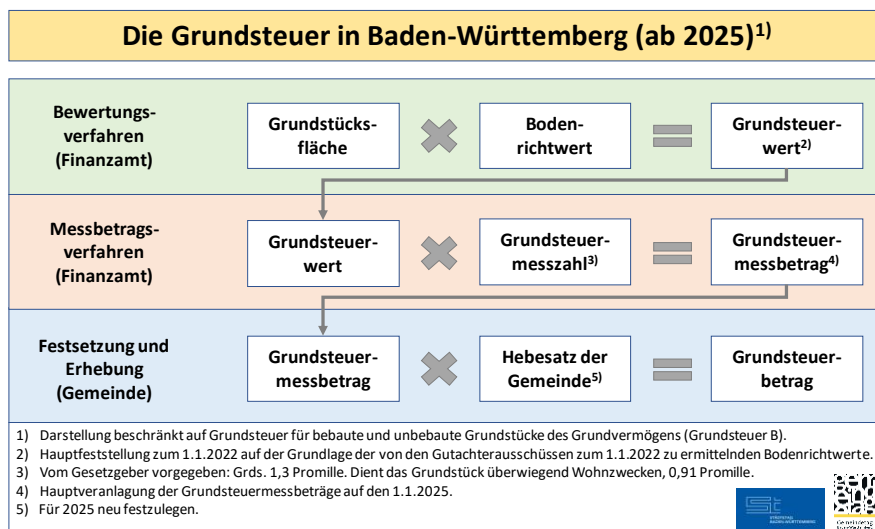 Die Grundsteuer in Baden-Württemberg (ab 2025)1)
Bewertungs-
verfahren
(Finanzamt)
Grundstücks-
fläche
Boden-
richtwert
Grundsteuer-
wert2)
Messbetrags-
verfahren
(Finanzamt)
Grundsteuer-
wert
Grundsteuer-
messzahl3)
Grundsteuer-
messbetrag4)
Festsetzung und
Erhebung
(Gemeinde)
Grundsteuer-
messbetrag
Hebesatz der
Gemeinde5)
Grundsteuer-
betrag
1) Darstellung beschränkt auf Grundsteuer für bebaute und unbebaute Grundstücke des Grundvermögens (Grundsteuer B).
2) Hauptfeststellung zum 1.1.2022 auf der Grundlage der von den Gutachterausschüssen zum 1.1.2022 zu ermittelnden Bodenrichtwerte.
3) Vom Gesetzgeber vorgegeben: Grds. 1,3 Promille. Dient das Grundstück überwiegend Wohnzwecken, 0,91 Promille.
4) Hauptveranlagung der Grundsteuermessbeträge auf den 1.1.2025.
5) Für 2025 neu festzulegen.
STÄDTETAG
BADEN-WÜRTTEMBERG
Gemeindetag